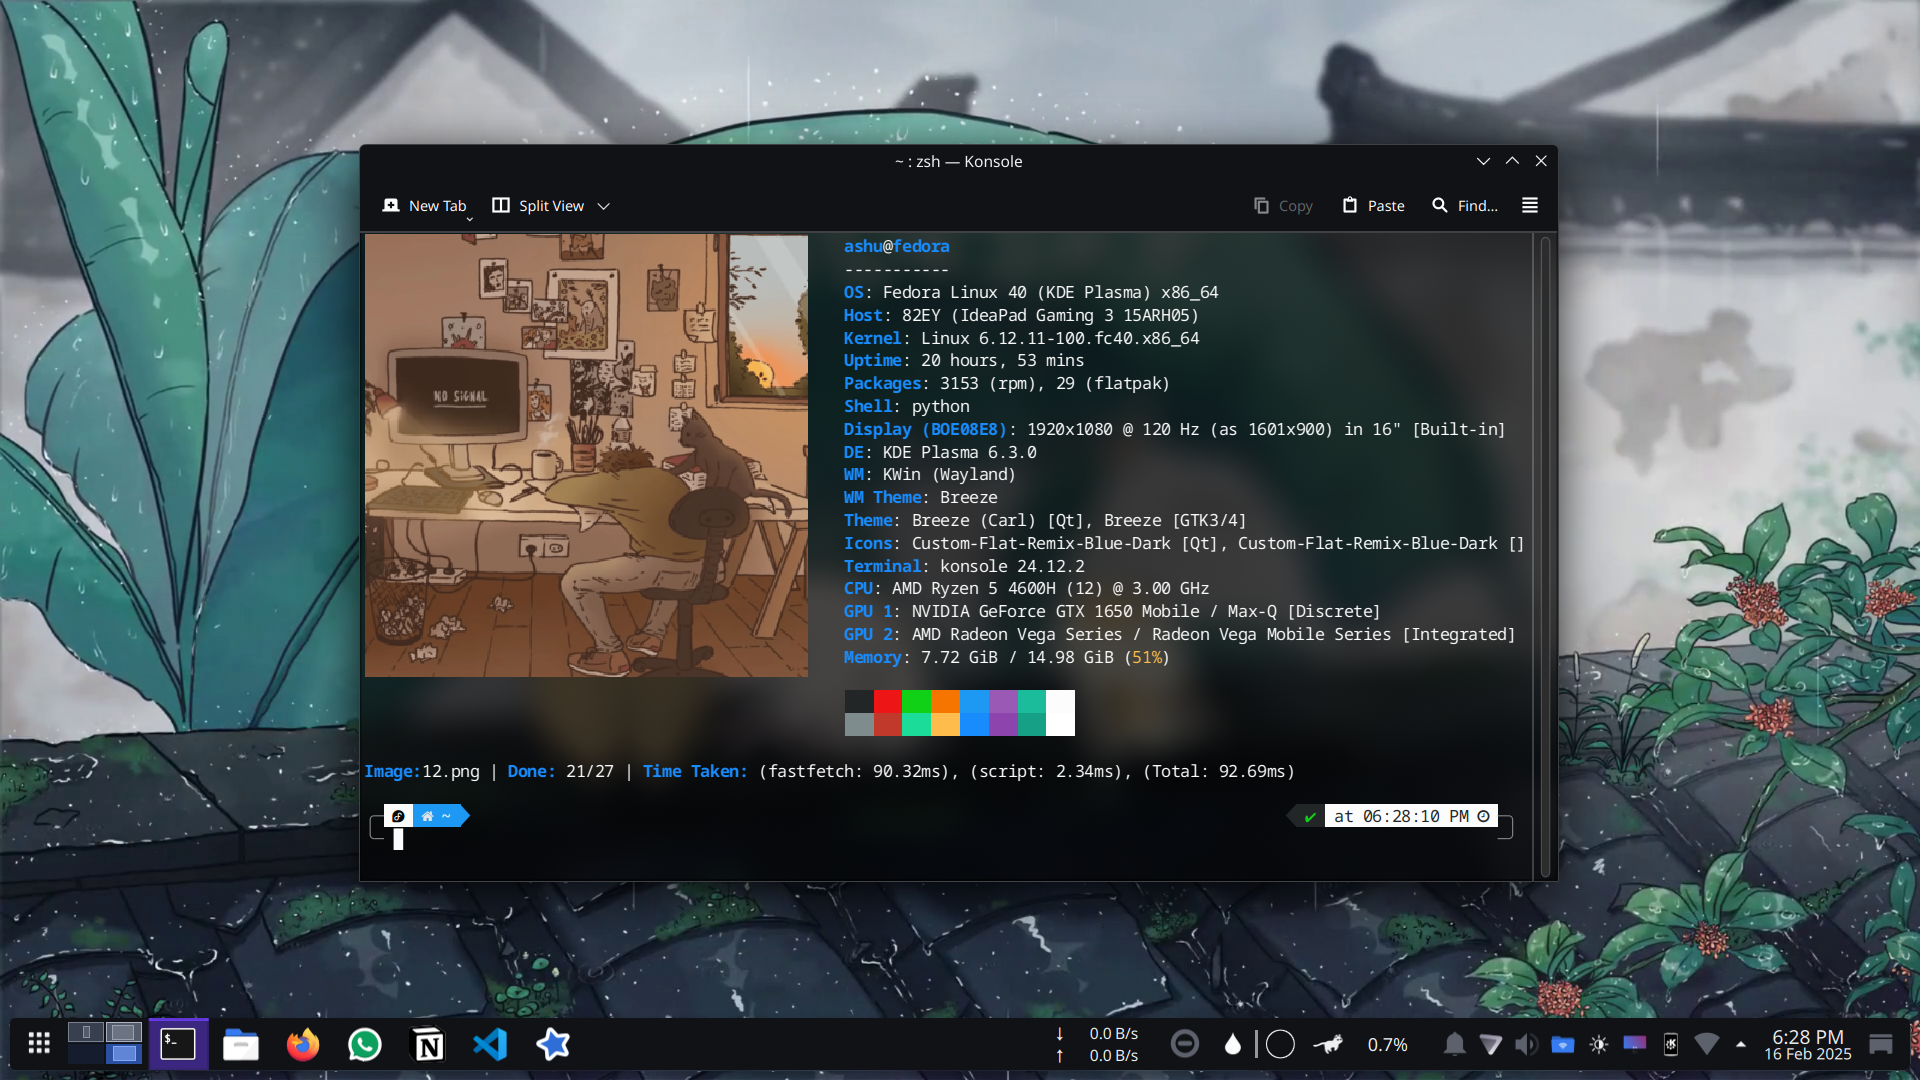 ~ : zsh — Konsole
New Tab
Split View
Copy
Paste
Find...
NO SIGNAL
ashu@fedora
-----------
OS: Fedora Linux 40 (KDE Plasma) x86_64
Host: 82EY (IdeaPad Gaming 3 15ARH05)
Kernel: Linux 6.12.11-100.fc40.x86_64
Uptime: 20 hours, 53 mins
Packages: 3153 (rpm), 29 (flatpak)
Shell: python
Display (BOE08E8): 1920x1080 @ 120 Hz (as 1601x900) in 16" [Built-in]
DE: KDE Plasma 6.3.0
WM: KWin (Wayland)
WM Theme: Breeze
Theme: Breeze (Carl) [Qt], Breeze [GTK3/4]
Icons: Custom-Flat-Remix-Blue-Dark [Qt], Custom-Flat-Remix-Blue-Dark []
Terminal: konsole 24.12.2
CPU: AMD Ryzen 5 4600H (12) @ 3.00 GHz
GPU 1: NVIDIA GeForce GTX 1650 Mobile / Max-Q [Discrete]
GPU 2: AMD Radeon Vega Series / Radeon Vega Mobile Series [Integrated]
Memory: 7.72 GiB / 14.98 GiB (51%)
Image:12.png | Done: 21/27 | Time Taken: (fastfetch: 90.32ms), (script: 2.34ms), (Total: 92.69ms)
~
✔ at 06:28:10 PM
$_
N
↓ 0.0 B/s
↑ 0.0 B/s
0.7%
6:28 PM
16 Feb 2025